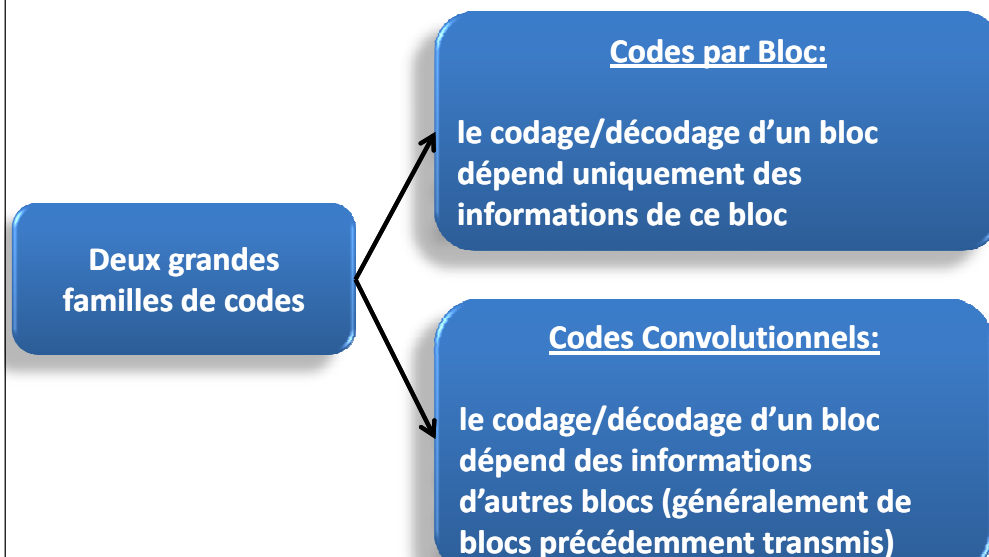 Deux grandes
familles de codes
Codes par Bloc:
le codage/décodage d'un bloc
dépend uniquement des
informations de ce bloc
Codes Convolutionnels:
le codage/décodage d'un bloc
dépend des informations
d'autres blocs (généralement de
blocs précédemment transmis)